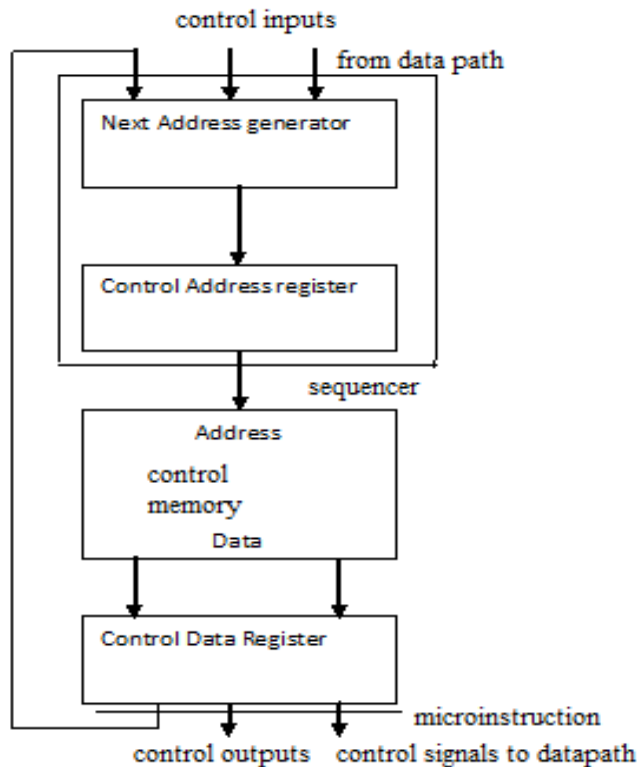 control inputs
from data path
Next Address generator
Control Address register
sequencer
Address
control
memory
Data
Control Data Register
microinstruction
control outputs
control signals to datapath